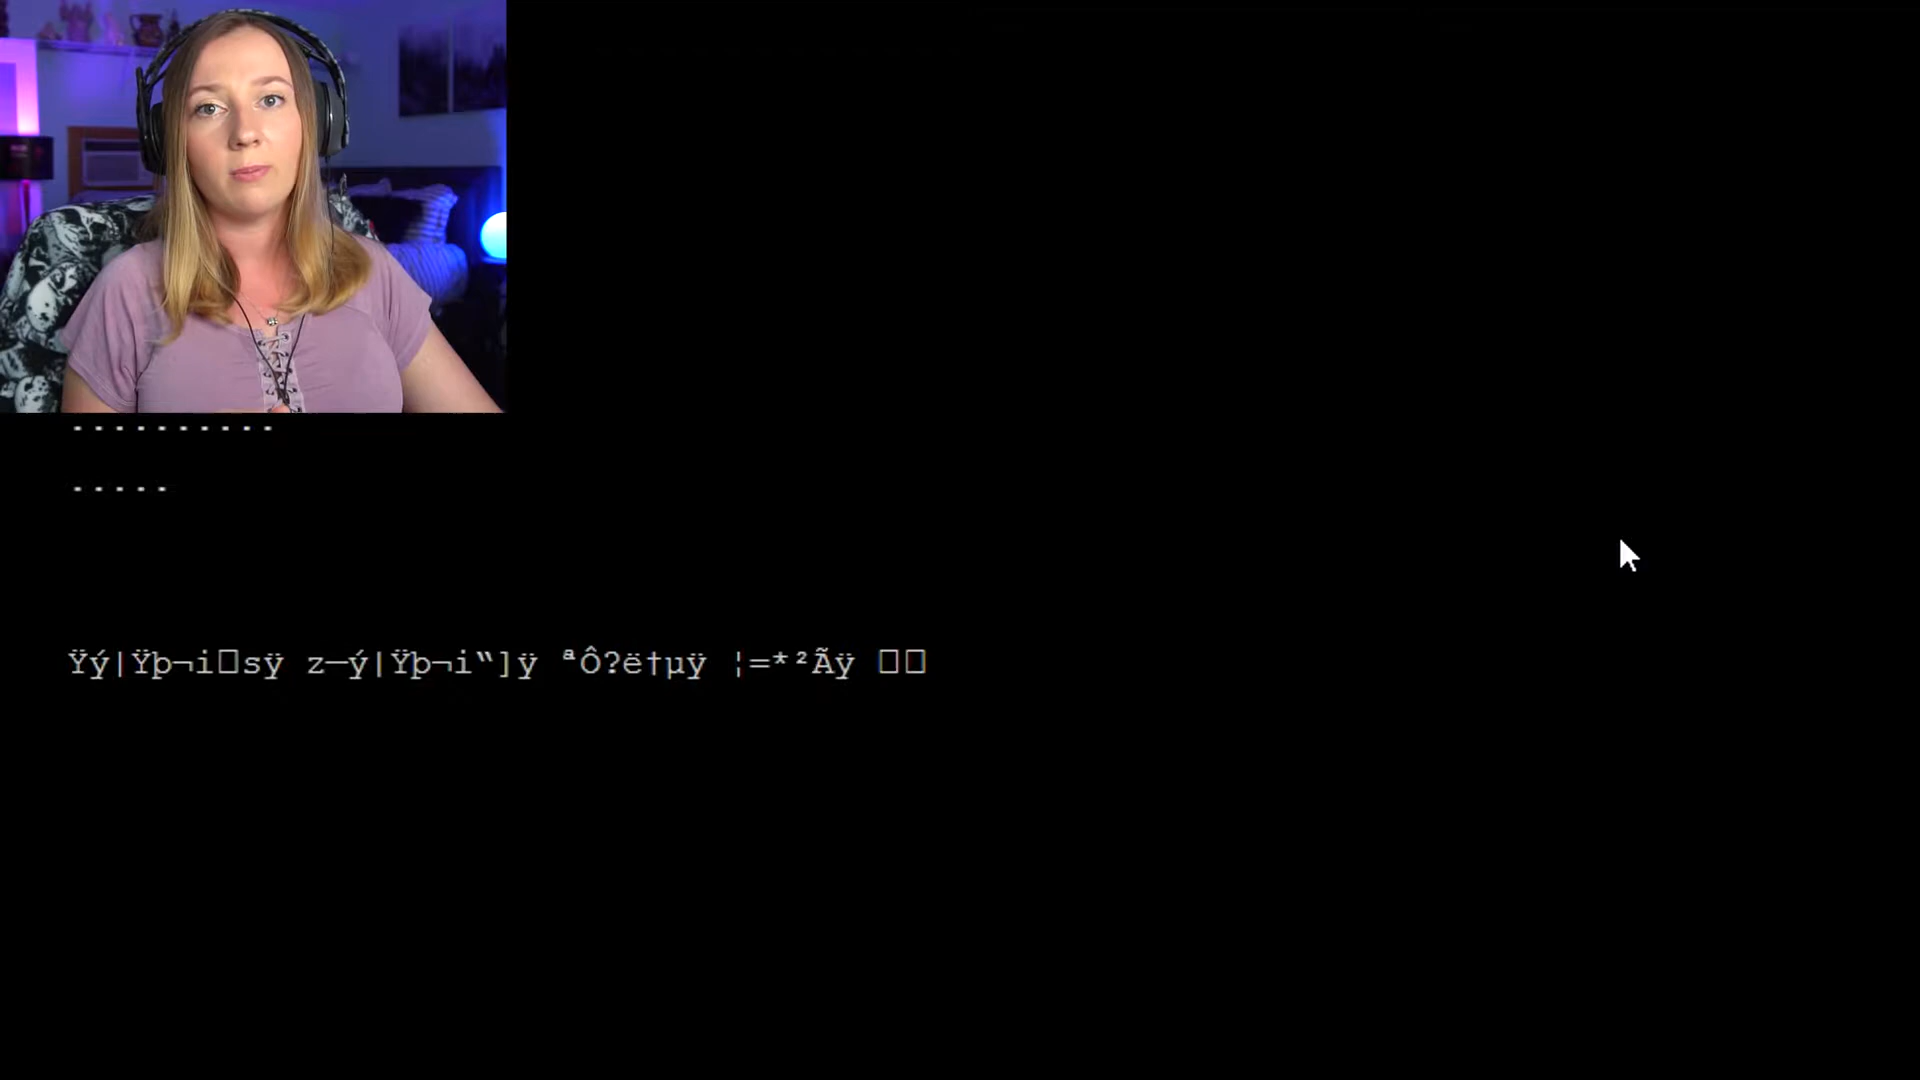 ..........
.....
Ÿý|Ÿþ¬i□sÿ z—ý|Ÿþ¬i‟]ÿ ªÔ?ë†µÿ ¦=*²Ãÿ □□